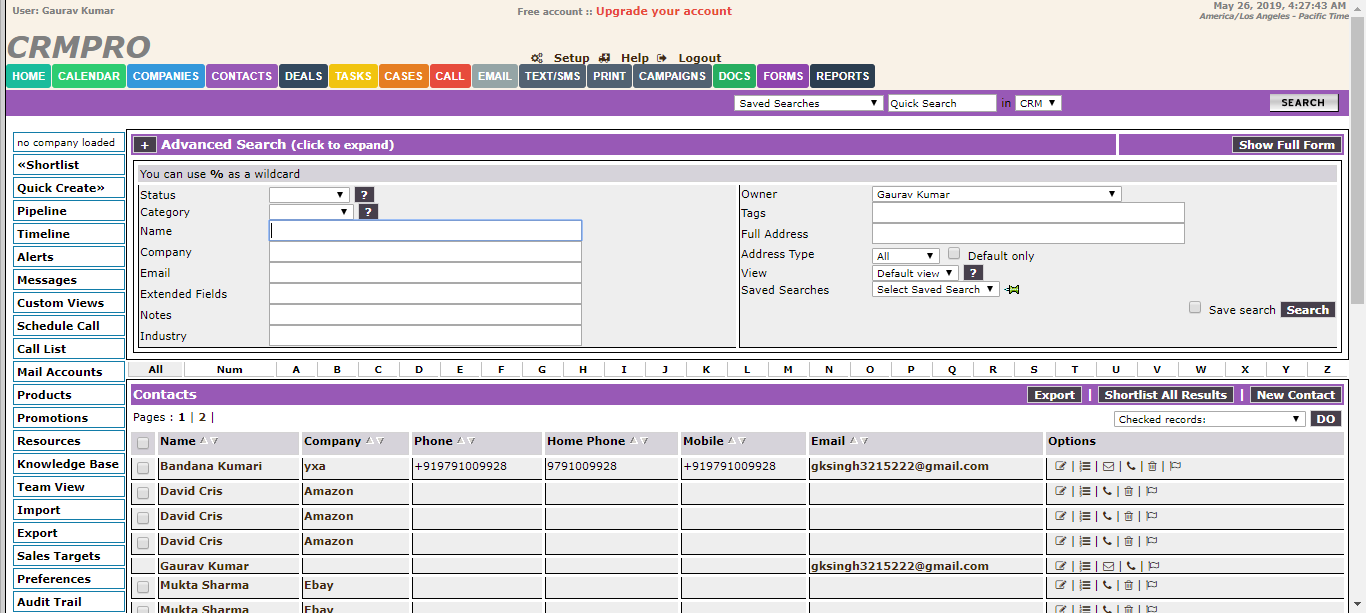 User: Gaurav Kumar
Free account :: Upgrade your account
May 26, 2019, 4:27:43 AM
America/Los Angeles - Pacific Time
CRMPRO
Setup Help Logout
HOME CALENDAR COMPANIES CONTACTS DEALS TASKS CASES CALL EMAIL TEXT/SMS PRINT CAMPAIGNS DOCS FORMS REPORTS
Saved Searches Quick Search in CRM SEARCH
no company loaded
«Shortlist
Quick Create»
Pipeline
Timeline
Alerts
Messages
Custom Views
Schedule Call
Call List
Mail Accounts
Products
Promotions
Resources
Knowledge Base
Team View
Import
Export
Sales Targets
Preferences
Audit Trail
+ Advanced Search (click to expand) Show Full Form
You can use % as a wildcard
Status ?
Category ?
Name
Company
Email
Extended Fields
Notes
Industry
Owner Gaurav Kumar
Tags
Full Address
Address Type All Default only
View Default view ?
Saved Searches Select Saved Search
Save search Search
All Num A B C D E F G H I J K L M N O P Q R S T U V W X Y Z
Contacts Export | Shortlist All Results | New Contact
Pages : 1 | 2 |
Checked records: DO
Name Company Phone Home Phone Mobile Email Options
Bandana Kumari yxa +919791009928 9791009928 +919791009928 gksingh3215222@gmail.com
David Cris Amazon
David Cris Amazon
David Cris Amazon
Gaurav Kumar gksingh3215222@gmail.com
Mukta Sharma Ebay
Mukta Sharma Ebay